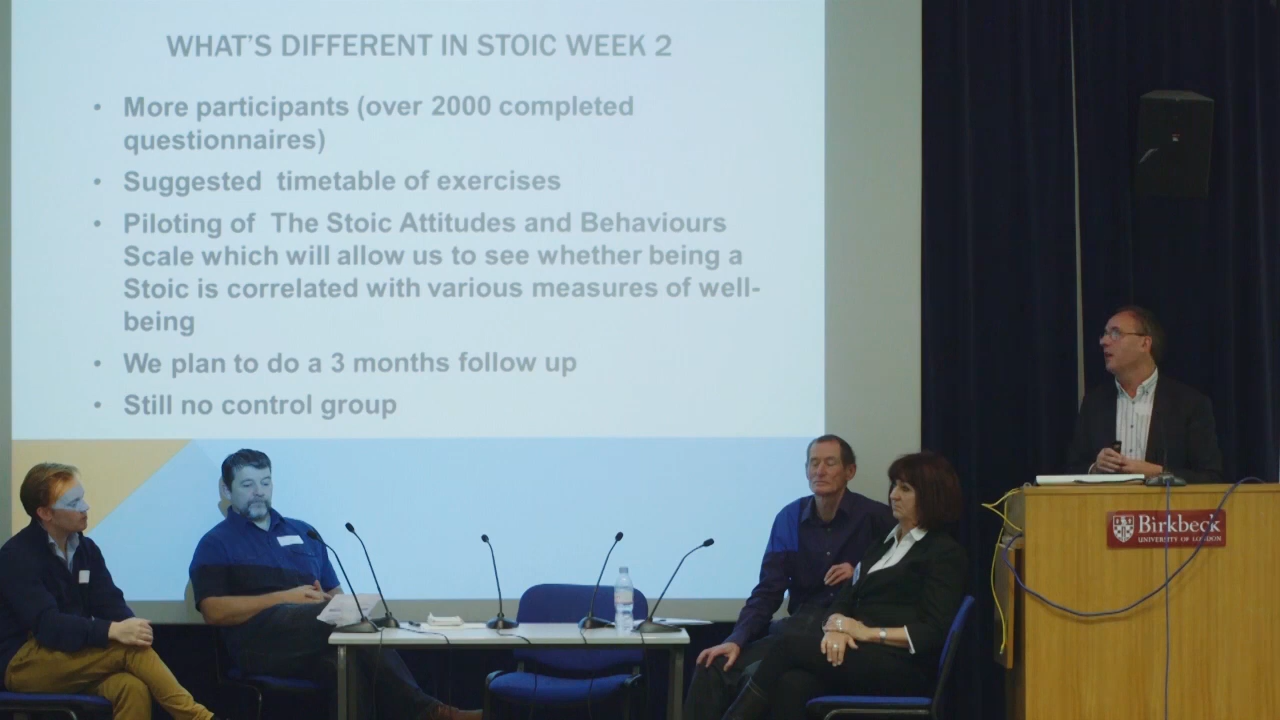 WHAT'S DIFFERENT IN STOIC WEEK 2
• More participants (over 2000 completed
questionnaires)
• Suggested timetable of exercises
• Piloting of The Stoic Attitudes and Behaviours
Scale which will allow us to see whether being a
Stoic is correlated with various measures of well-
being
• We plan to do a 3 months follow up
• Still no control group
Birkbeck
UNIVERSITY OF LONDON